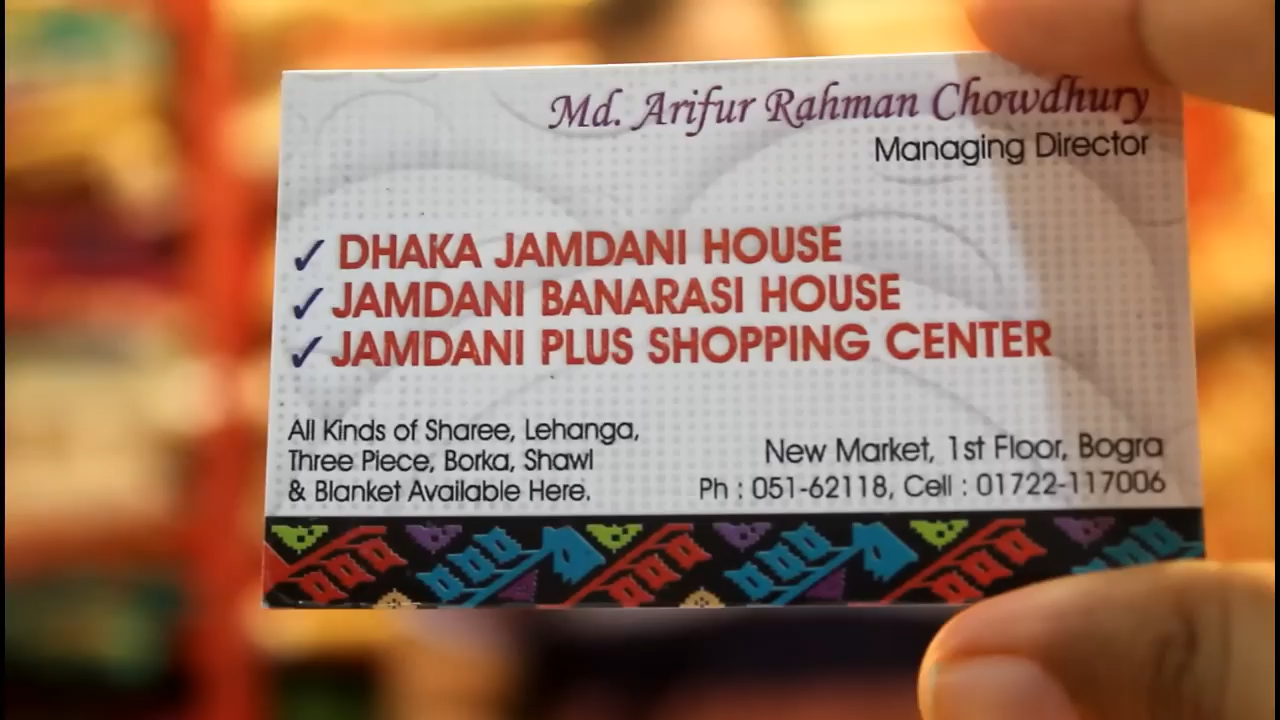 Md. Arifur Rahman Chowdhury
Managing Director
✓ DHAKA JAMDANI HOUSE
✓ JAMDANI BANARASI HOUSE
✓ JAMDANI PLUS SHOPPING CENTER
All Kinds of Sharee, Lehanga,
Three Piece, Borka, Shawl
& Blanket Available Here.
New Market, 1st Floor, Bogra
Ph : 051-62118, Cell : 01722-117006